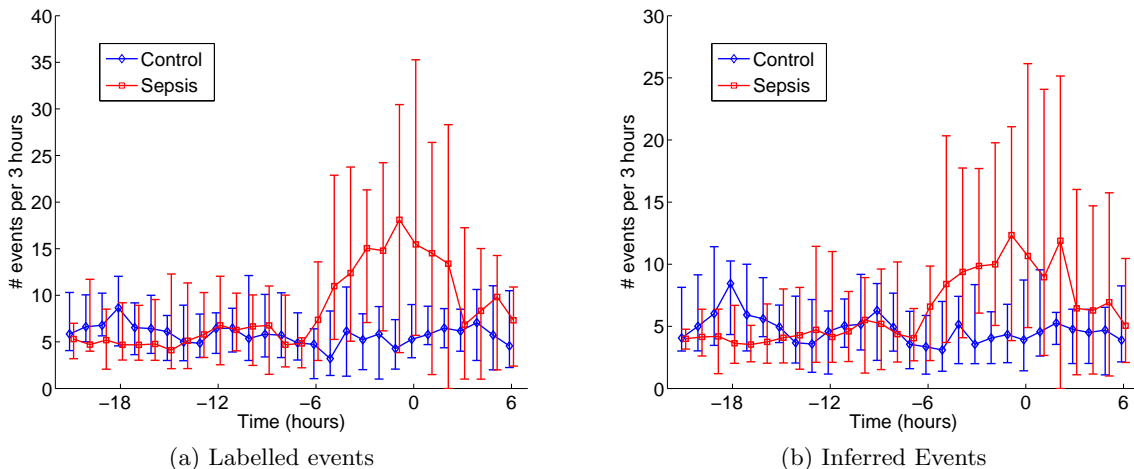 40
35
30
25
20
15
10
5
0
# events per 3 hours
Control
Sepsis
−18 −12 −6 0 6
Time (hours)
(a) Labelled events
30
25
20
15
10
5
0
# events per 3 hours
Control
Sepsis
−18 −12 −6 0 6
Time (hours)
(b) Inferred Events